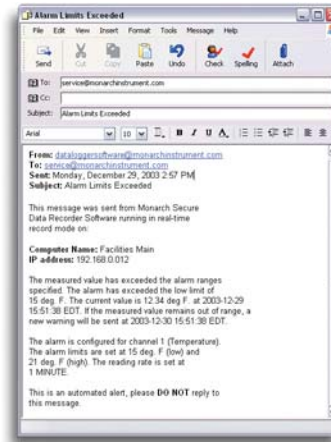 Alarm Limits Exceeded
File Edit View Insert Format Tools Message Help
Send Cut Copy Paste Undo Check Spelling Attach
To: service@monarchinstrument.com
Cc:
Subject: Alarm Limits Exceeded
Arial 10 B I U A
From: dataloggersoftware@monarchinstrument.com
To: service@monarchinstrument.com
Sent: Monday, December 29, 2003 2:57 PM
Subject: Alarm Limits Exceeded
This message was sent from Monarch Secure
Data Recorder Software running in real-time
record mode on:
Computer Name: Facilities Main
IP address: 192.168.0.012
The measured value has exceeded the alarm ranges
specified. The alarm has exceeded the low limit of
15 deg. F. The current value is 12.34 deg F. at 2003-12-29
15:51:38 EDT. If the measured value remains out of range, a
new warning will be sent at 2003-12-30 15:51:38 EDT.
The alarm is configured for channel 1 (Temperature).
The alarm limits are set at 15 deg. F (low) and
21 deg. F (high). The reading rate is set at
1 MINUTE.
This is an automated alert, please DO NOT reply to
this message.